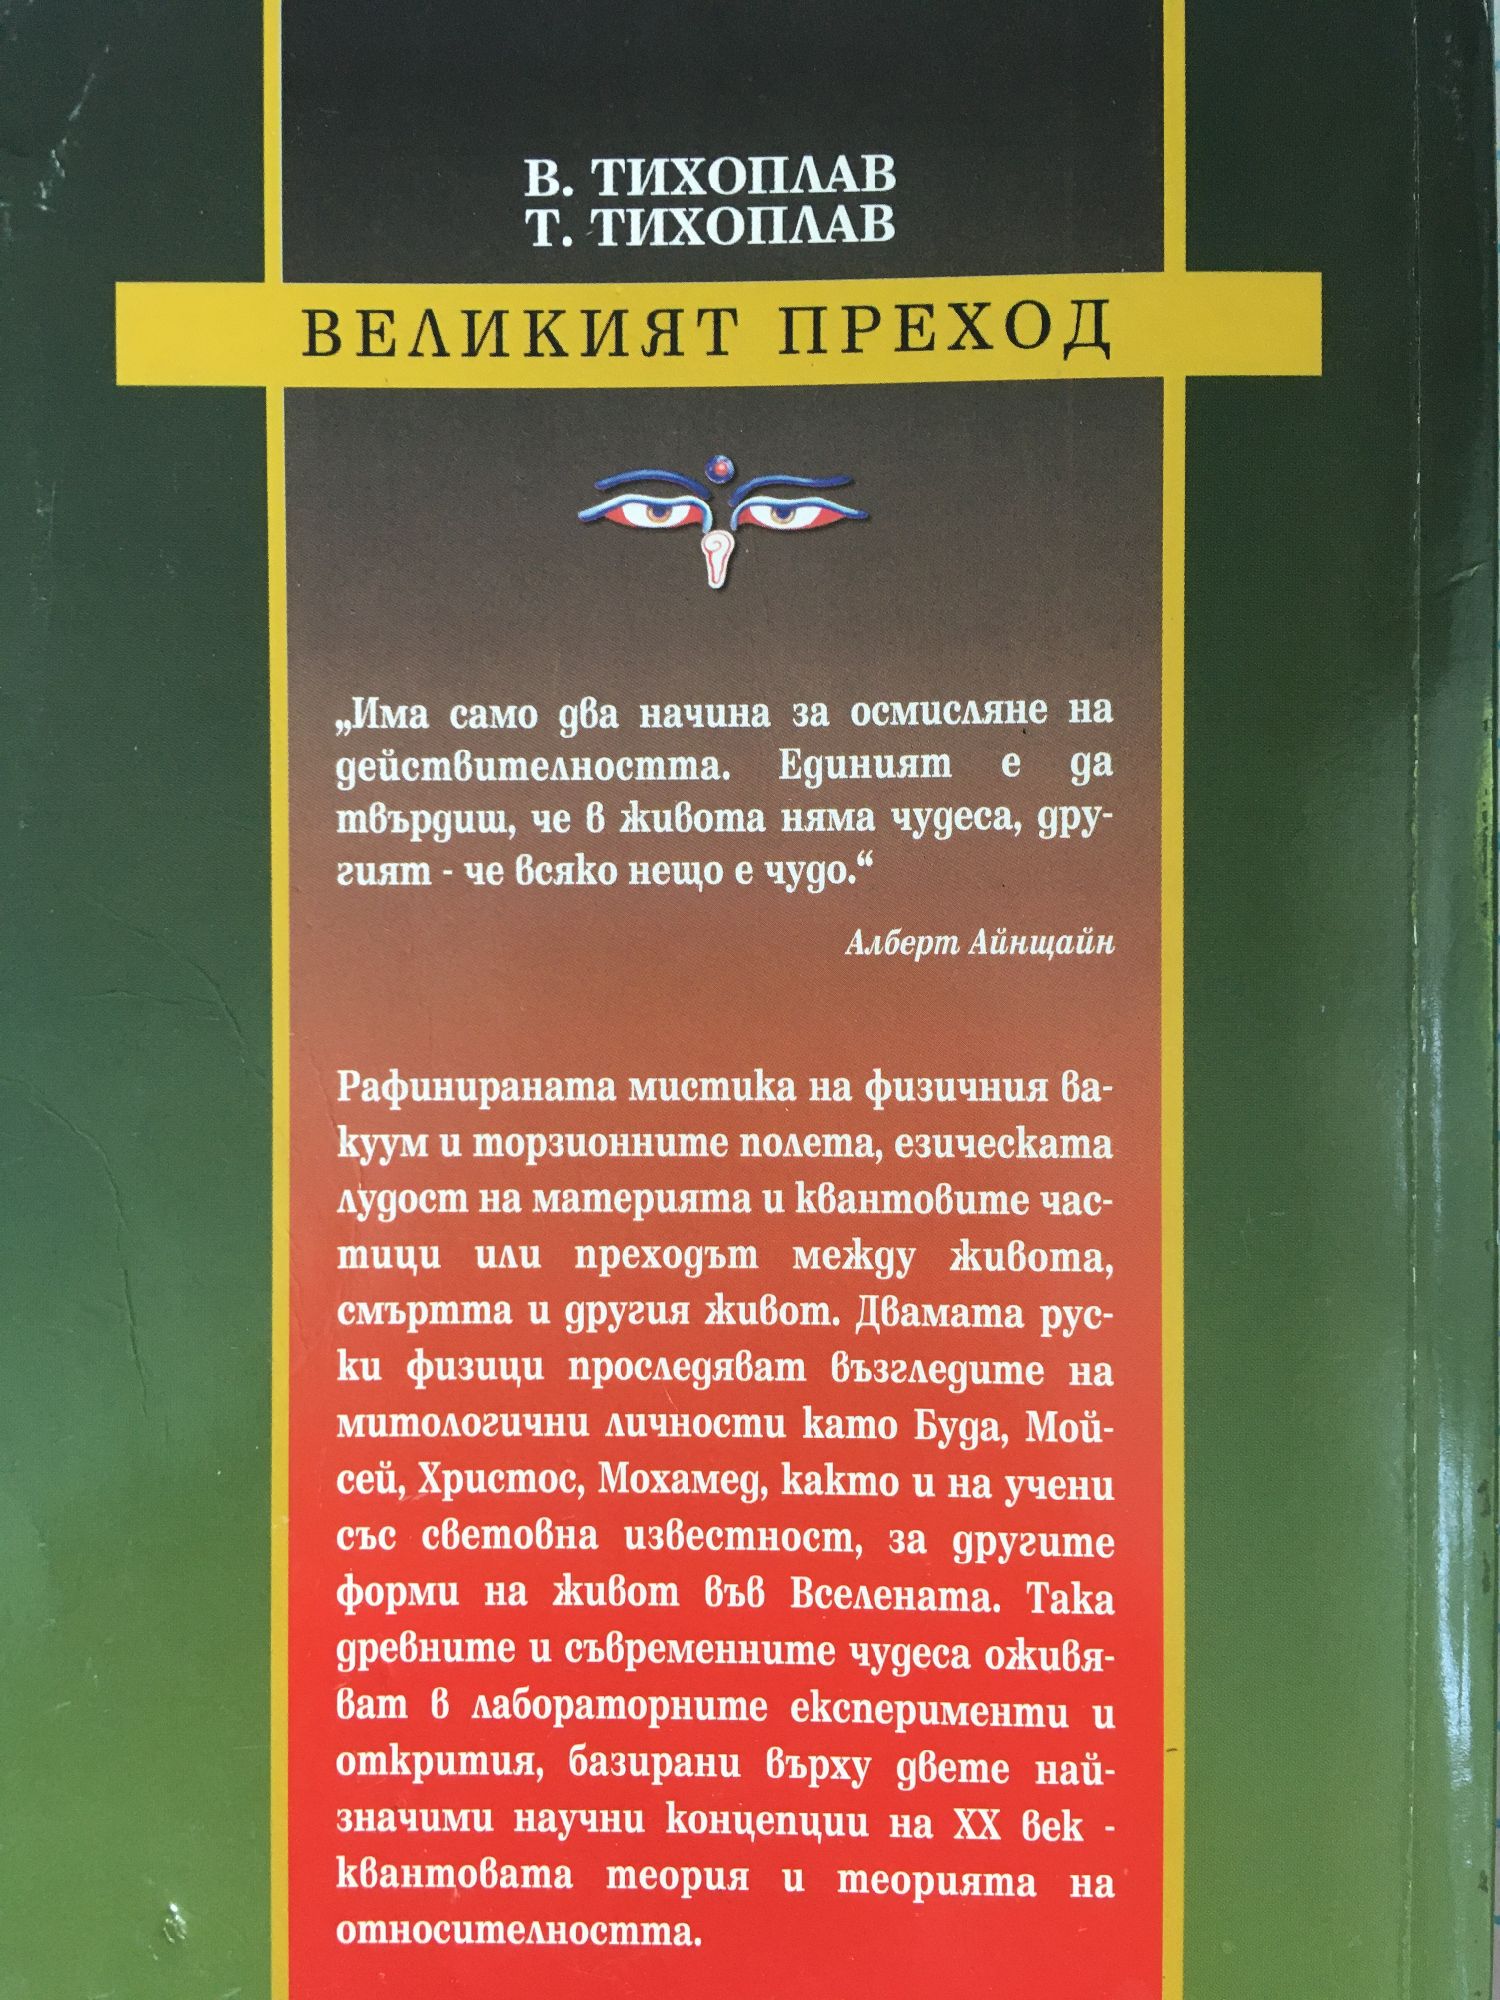 В. ТИХОПЛАВ
Т. ТИХОПЛАВ
ВЕЛИКИЯТ ПРЕХОД
„Има само два начина за осмисляне на
действителността. Единият е да
твърдиш, че в живота няма чудеса, дру-
гият - че всяко нещо е чудо.“
Алберт Айнщайн
Рафинираната мистика на физичния ва-
куум и торзионните полета, езическата
лудост на материята и квантовите час-
тици или преходът между живота,
смъртта и другия живот. Двамата рус-
ки физици проследяват възгледите на
митологични личности като Буда, Мой-
сей, Христос, Мохамед, както и на учени
със световна известност, за другите
форми на живот във Вселената. Така
древните и съвременните чудеса оживя-
ват в лабораторните експерименти и
открития, базирани върху двете най-
значими научни концепции на XX век -
квантовата теория и теорията на
относителността.